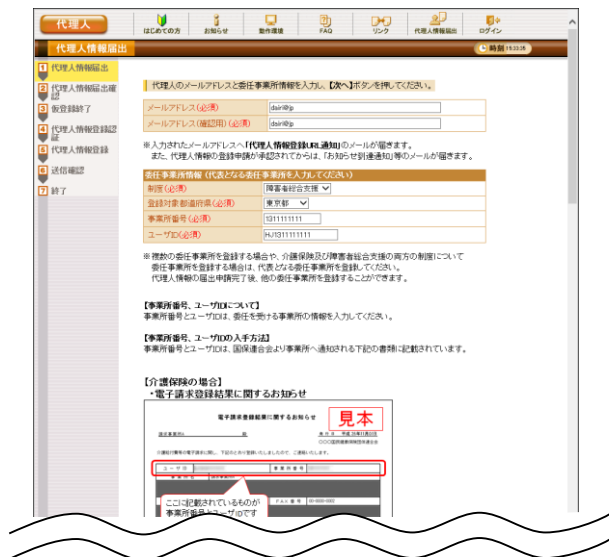 代理人
はじめての方 お知らせ 動作環境 FAQ リンク 代理人情報届出 ログイン
代理人情報届出
時刻 15:33:35
1 代理人情報届出
2 代理人情報届出確認
3 仮登録終了
4 代理人情報登録認証
5 代理人情報登録
6 送信確認
7 終了
代理人のメールアドレスと委任事業所情報を入力し、【次へ】ボタンを押してください。
メールアドレス(必須) dairi@jp
メールアドレス(確認用)(必須) dairi@jp
※入力されたメールアドレスへ「代理人情報登録URL通知」のメールが届きます。
また、代理人情報の登録申請が承認されてからは、「お知らせ到達通知」等のメールが届きます。
委任事業所情報 (代表となる委任事業所を入力してください)
制度(必須) 障害者総合支援
登録対象都道府県(必須) 東京都
事業所番号(必須) 1311111111
ユーザID(必須) HJ1311111111
※複数の委任事業所を登録する場合や、介護保険及び障害者総合支援の両方の制度について
委任事業所を登録する場合は、代表となる委任事業所を登録してください。
代理人情報の届出申請完了後、他の委任事業所を登録することができます。
【事業所番号、ユーザIDについて】
事業所番号とユーザIDは、委任を受ける事業所の情報を入力してください。
【事業所番号、ユーザIDの入手方法】
事業所番号とユーザIDは、国保連合会より事業所へ通知される下記の書類に記載されています。
【介護保険の場合】
・電子請求登録結果に関するお知らせ
電子請求登録結果に関するお知らせ
見本
ユーザID
事業所番号
FAX番号 00-0000-0002
ここに記載されているものが
事業所番号とユーザIDです